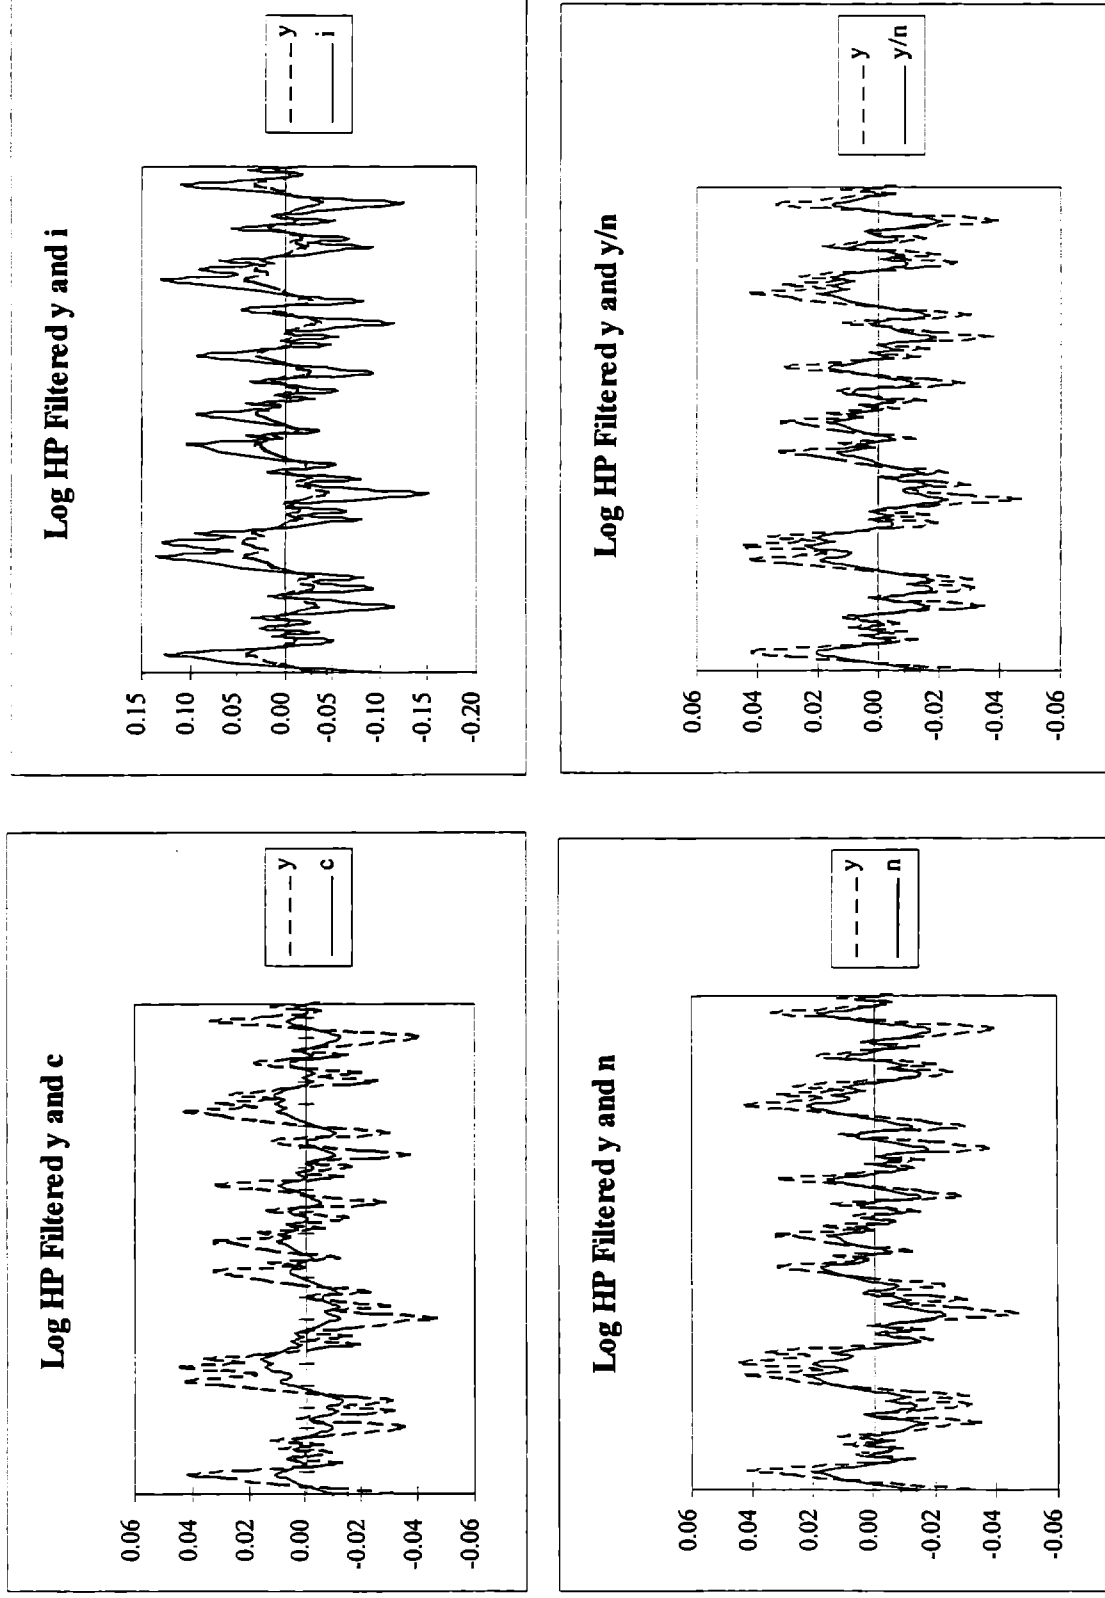 Log HP Filtered y and c
0.06
0.04
0.02
0.00
-0.02
-0.04
-0.06
y
c
Log HP Filtered y and i
0.15
0.10
0.05
0.00
-0.05
-0.10
-0.15
-0.20
y
i
Log HP Filtered y and n
0.06
0.04
0.02
0.00
-0.02
-0.04
-0.06
y
n
Log HP Filtered y and y/n
0.06
0.04
0.02
0.00
-0.02
-0.04
-0.06
y
y/n